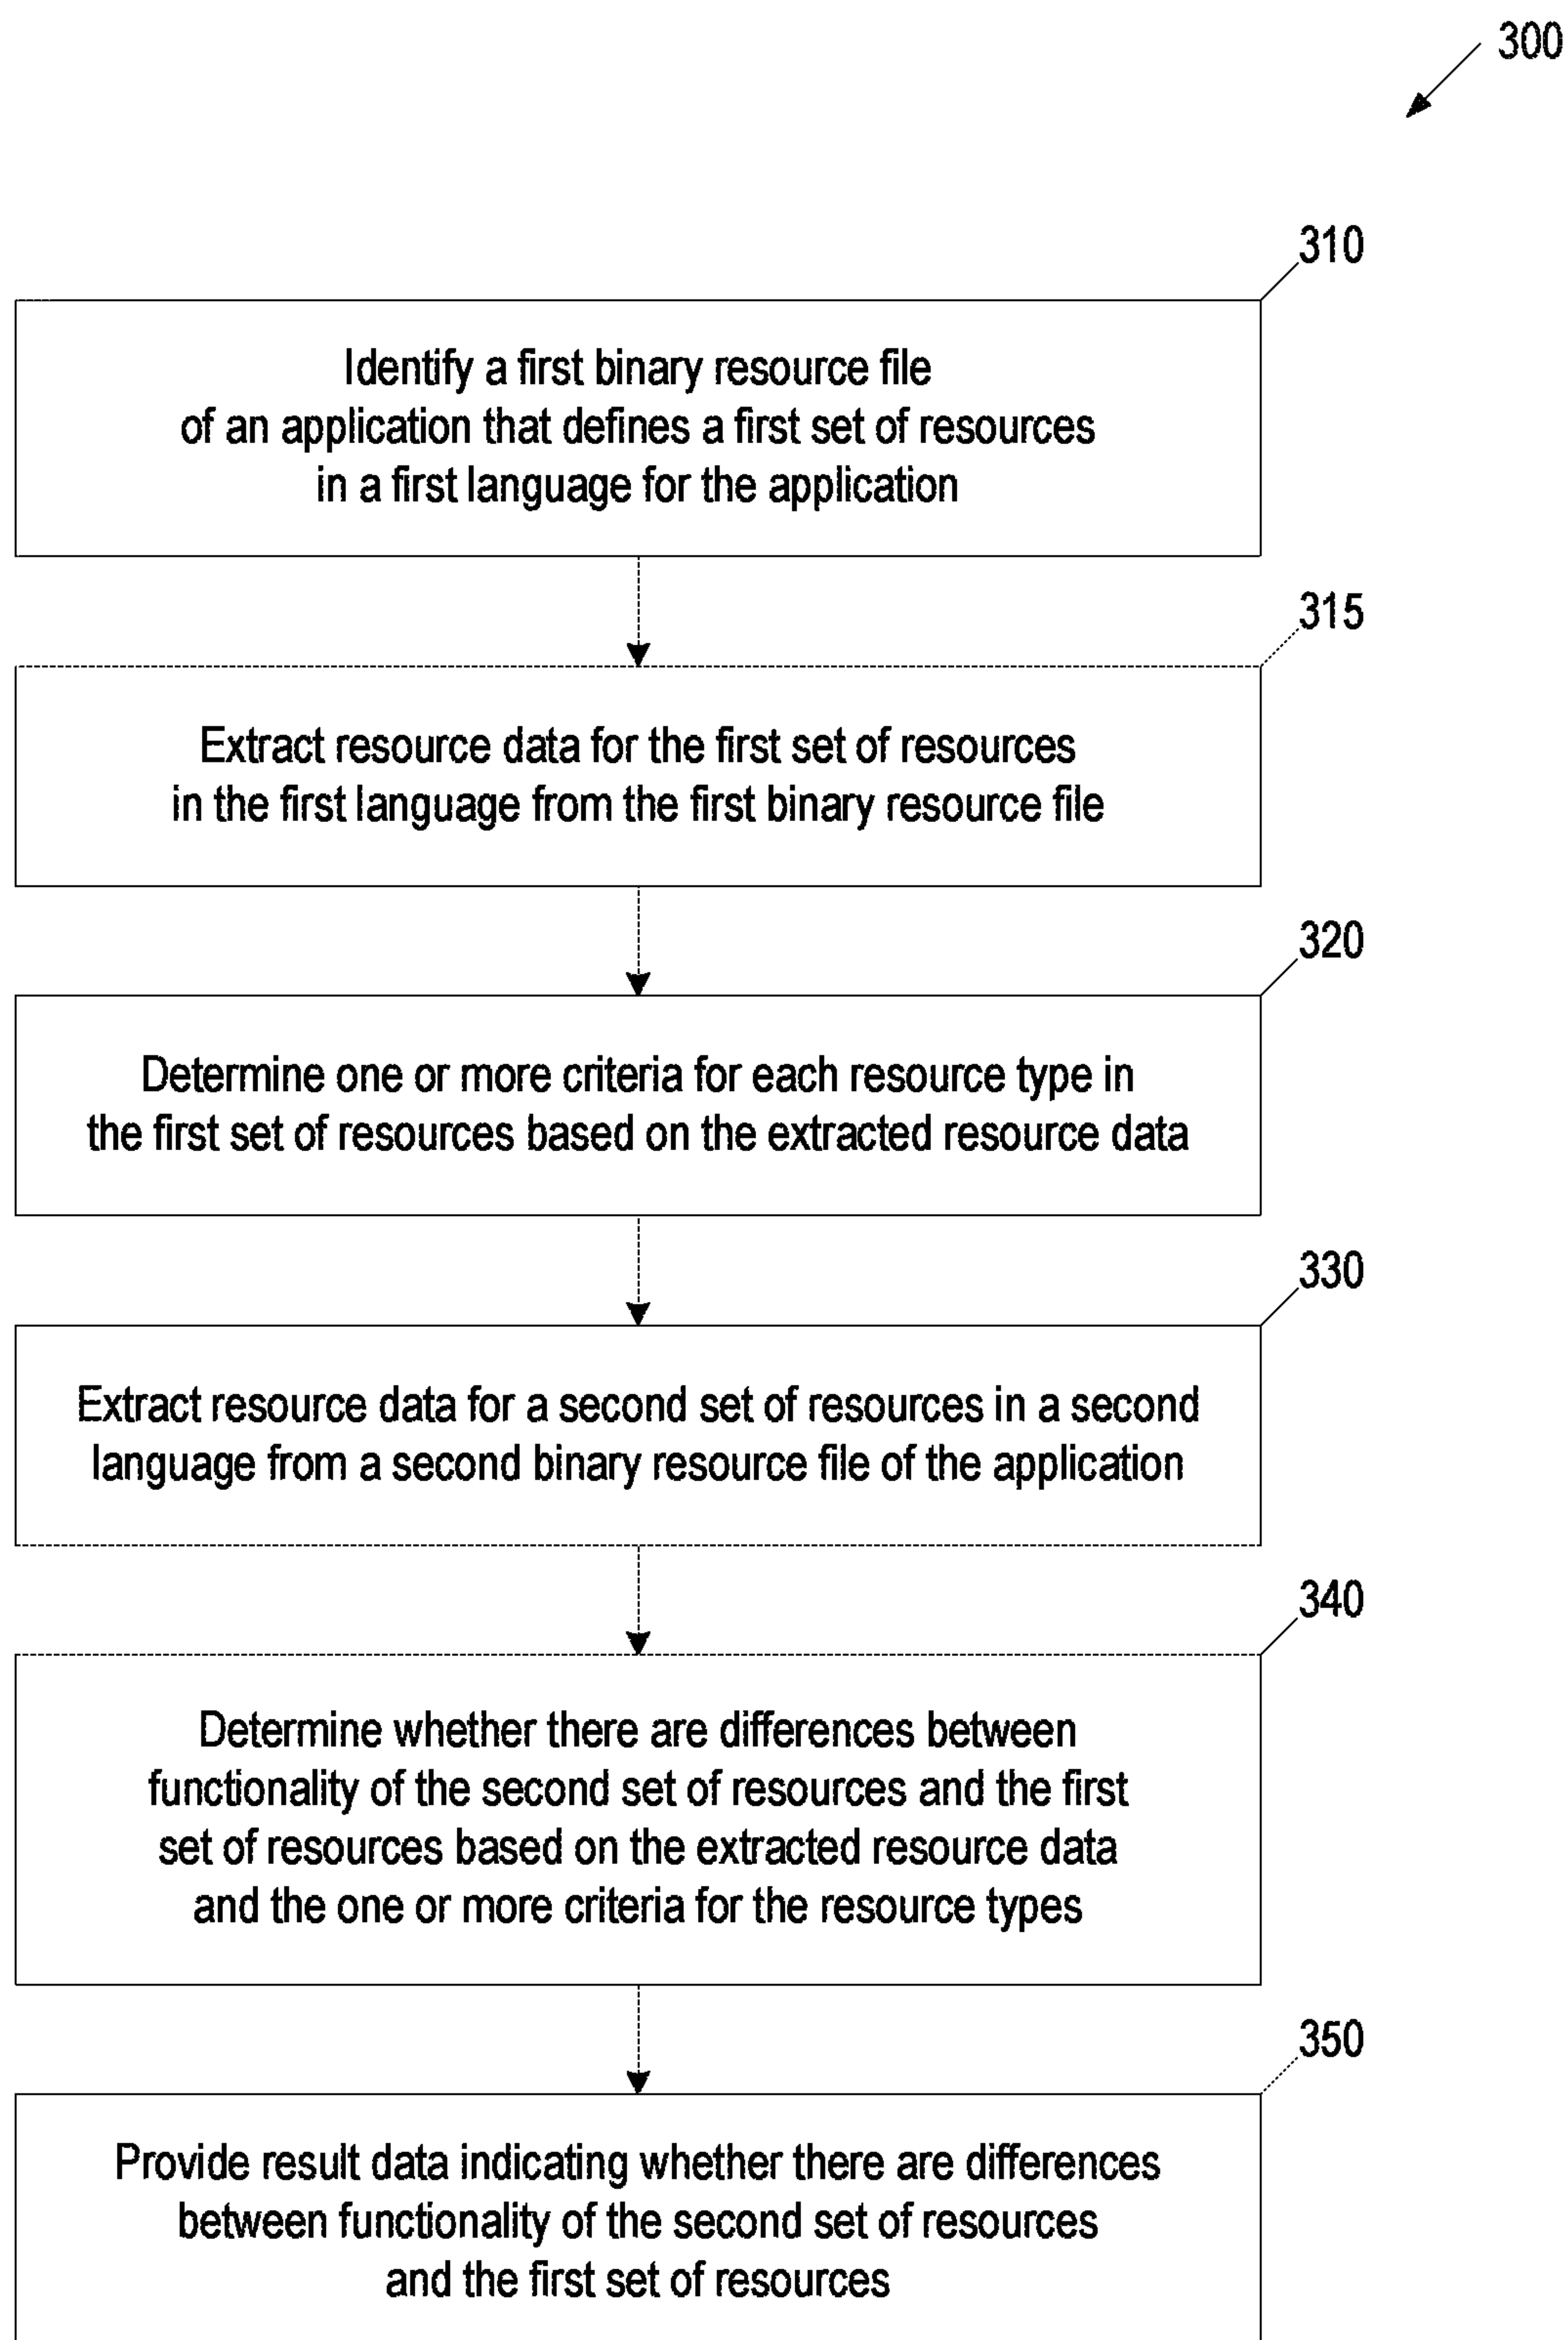 300
310
Identify a first binary resource file
of an application that defines a first set of resources
in a first language for the application
315
Extract resource data for the first set of resources
in the first language from the first binary resource file
320
Determine one or more criteria for each resource type in
the first set of resources based on the extracted resource data
330
Extract resource data for a second set of resources in a second
language from a second binary resource file of the application
340
Determine whether there are differences between
functionality of the second set of resources and the first
set of resources based on the extracted resource data
and the one or more criteria for the resource types
350
Provide result data indicating whether there are differences
between functionality of the second set of resources
and the first set of resources